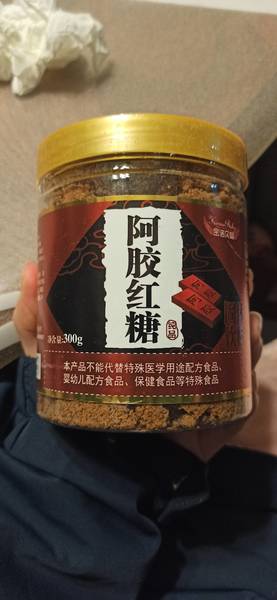 阿胶红糖
净含量:300g
本产品不能代替特殊医学用途配方食品、
婴幼儿配方食品、保健食品等特殊食品